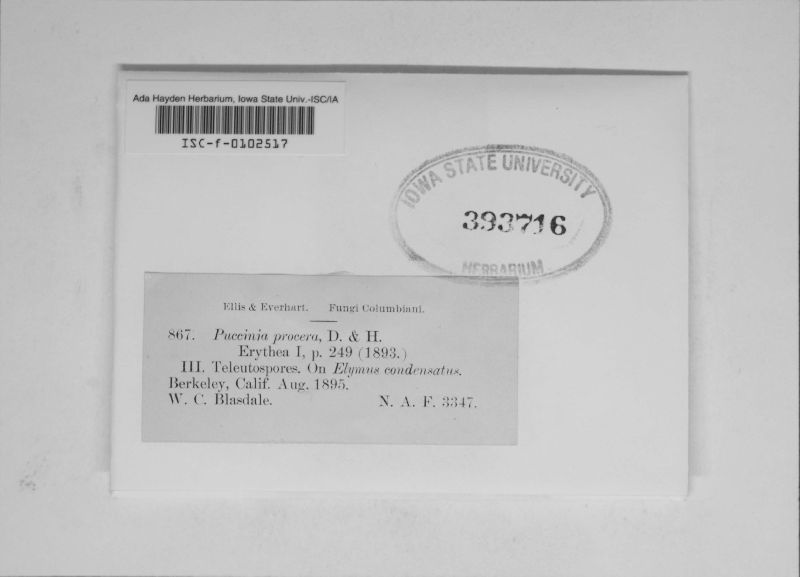 Ada Hayden Herbarium, Iowa State Univ.-ISC/IA
ISC-f-0102517
IOWA STATE UNIVERSITY
393716
HERBARIUM
Ellis & Everhart. Fungi Columbiani.
867. Puccinia procera, D. & H.
Erythea I, p. 249 (1893.)
III. Teleutospores. On Elymus condensatus.
Berkeley, Calif. Aug. 1895.
W. C. Blasdale. N. A. F. 3347.